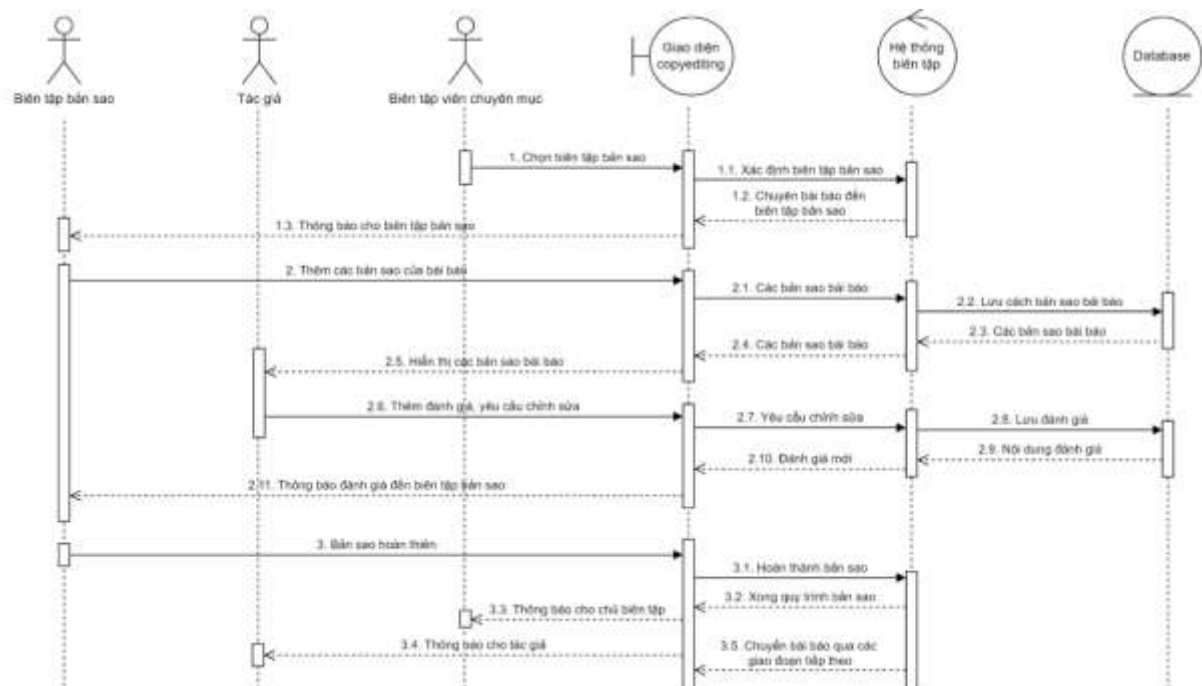 Biên tập bản sao
Tác giả
Biên tập viên chuyên mục
Giao diện
copyediting
Hệ thống
biên tập
Database
1. Chọn biên tập bản sao
1.1. Xác định biên tập bản sao
1.2. Chuyển bài báo đến
biên tập bản sao
1.3. Thông báo cho biên tập bản sao
2. Thêm các bản sao của bài báo
2.1. Các bản sao bài báo
2.2. Lưu cách bản sao bài báo
2.3. Các bản sao bài báo
2.4. Các bản sao bài báo
2.5. Hiển thị các bản sao bài báo
2.6. Thêm đánh giá, yêu cầu chỉnh sửa
2.7. Yêu cầu chỉnh sửa
2.8. Lưu đánh giá
2.9. Nội dung đánh giá
2.10. Đánh giá mới
2.11. Thông báo đánh giá đến biên tập bản sao
3. Bản sao hoàn thiện
3.1. Hoàn thành bản sao
3.2. Xong quy trình bản sao
3.3. Thông báo cho chủ biên tập
3.4. Thông báo cho tác giả
3.5. Chuyển bài báo qua các
giao đoạn tiếp theo